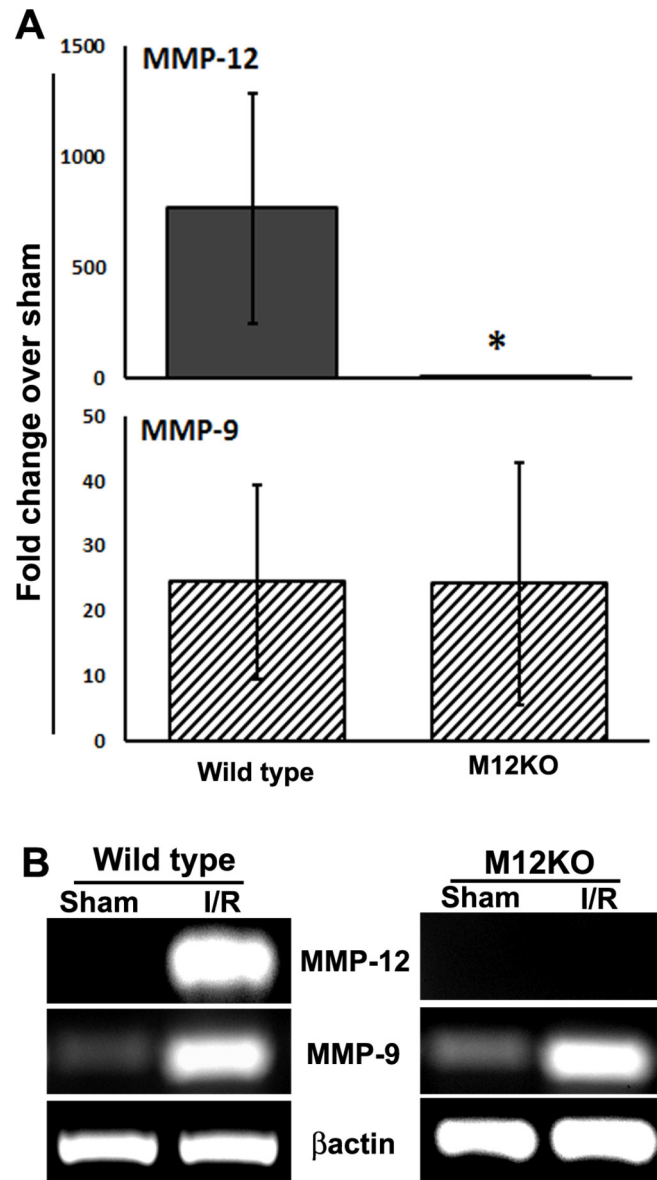 A
Fold change over sham
1500
1000
500
0
MMP-12
*
50
40
30
20
10
0
MMP-9
Wild type M12KO
B
Wild type M12KO
Sham I/R Sham I/R
MMP-12
MMP-9
βactin